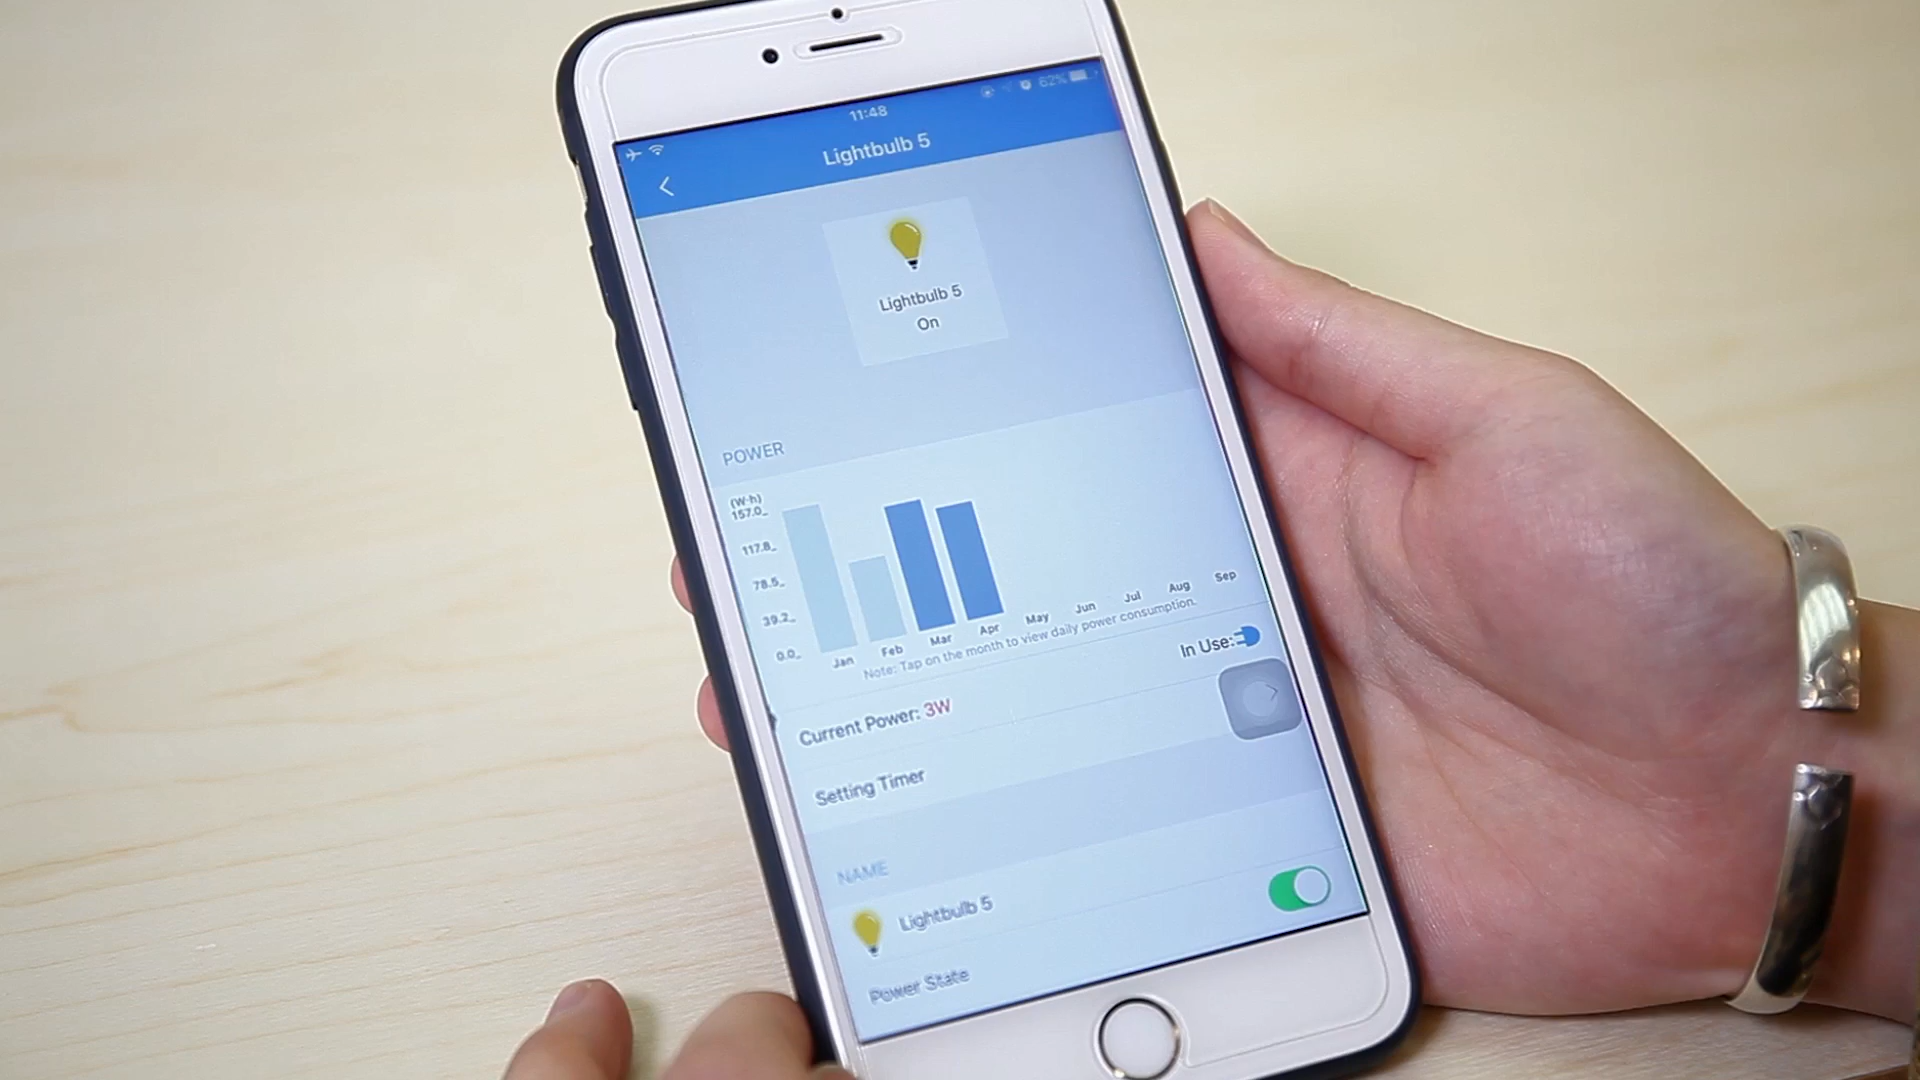 11:48
62%
Lightbulb 5
Lightbulb 5
On
POWER
(W·h)
157.0
117.8
78.5
39.2
0.0
Jan Feb Mar Apr May Jun Jul Aug Sep
Note: Tap on the month to view daily power consumption.
In Use:
Current Power: 3W
Setting Timer
NAME
Lightbulb 5
Power State